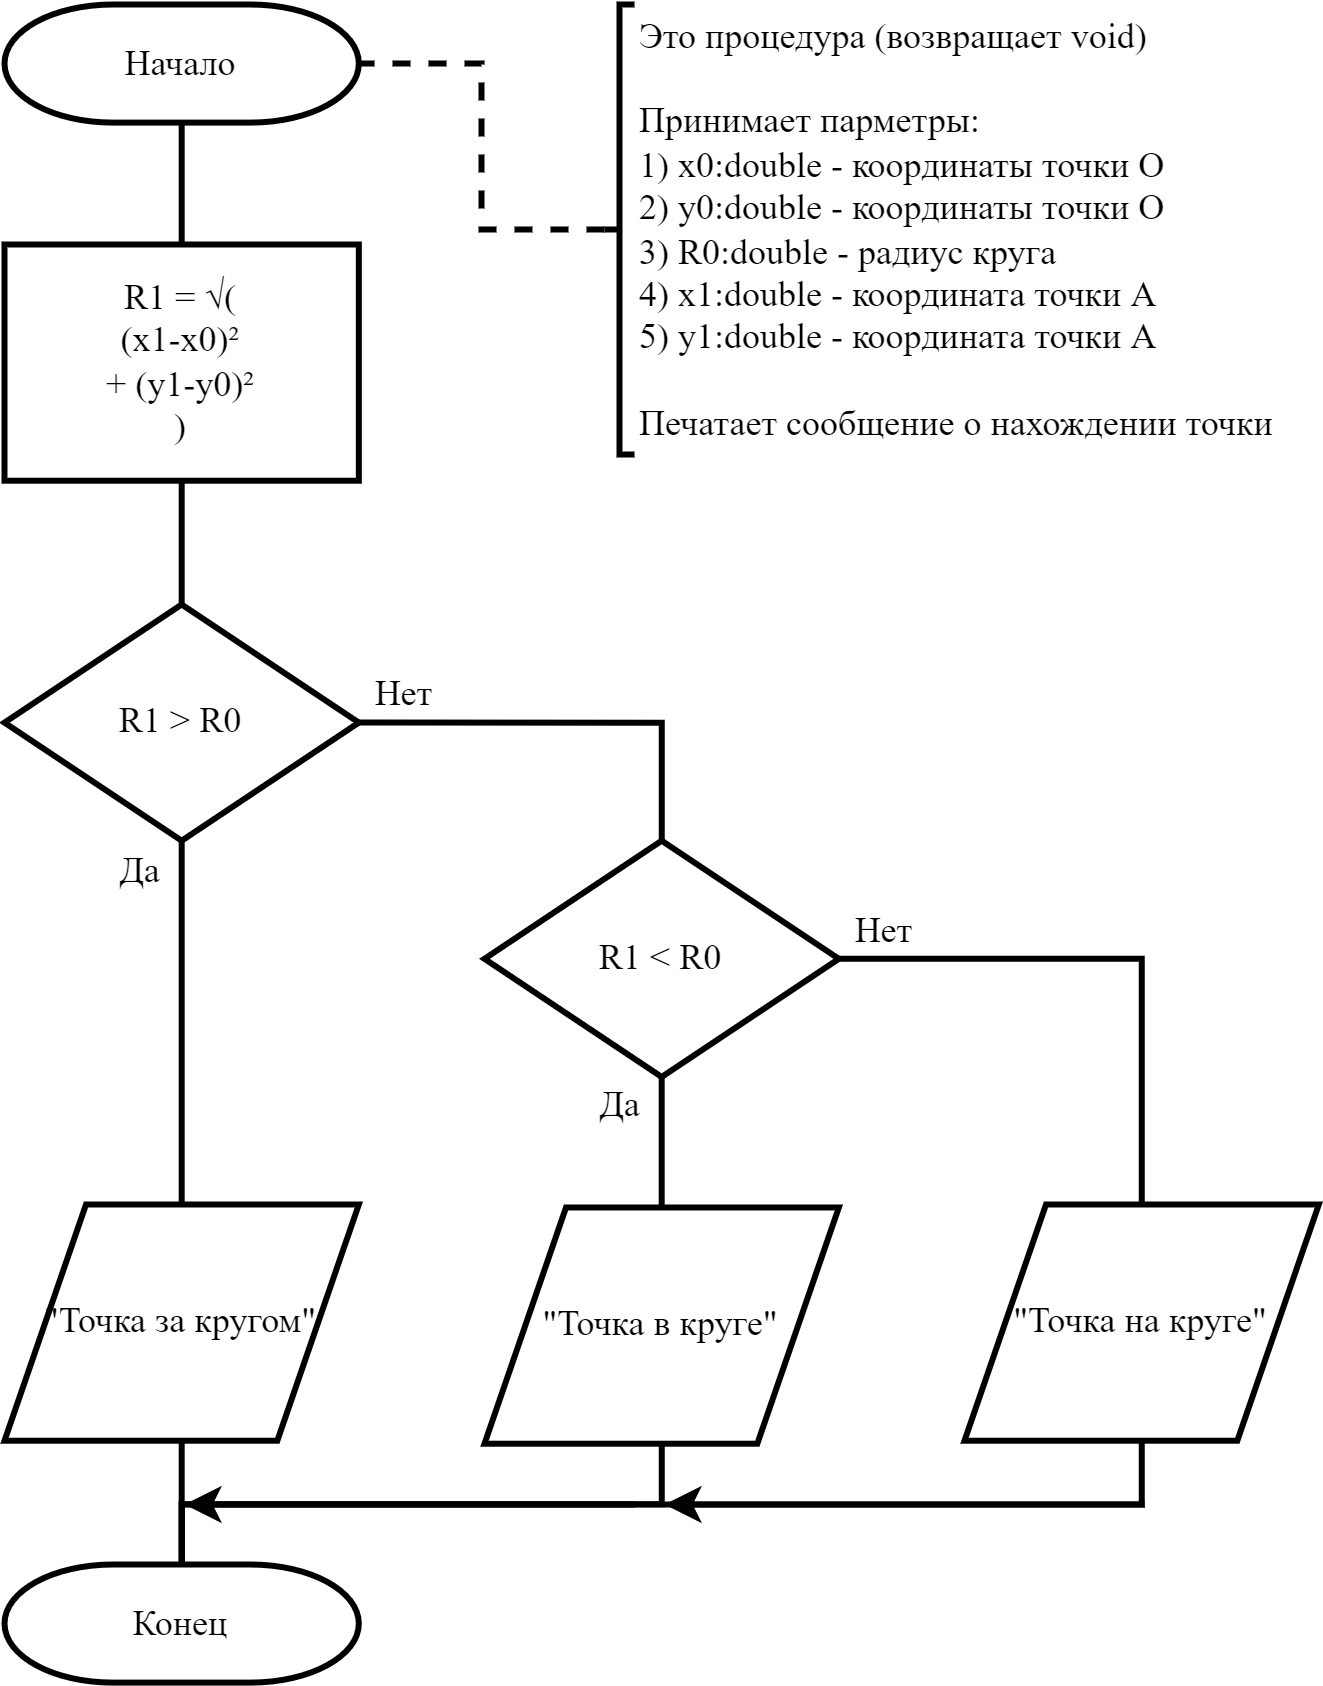 Начало
Это процедура (возвращает void)
Принимает парметры:
1) x0:double - координаты точки О
2) y0:double - координаты точки О
3) R0:double - радиус круга
4) x1:double - координата точки А
5) y1:double - координата точки А
Печатает сообщение о нахождении точки
R1 = √(
(x1-x0)²
+ (y1-y0)²
)
R1 > R0
Нет
Да
R1 < R0
Нет
Да
"Точка за кругом"
"Точка в круге"
"Точка на круге"
Конец